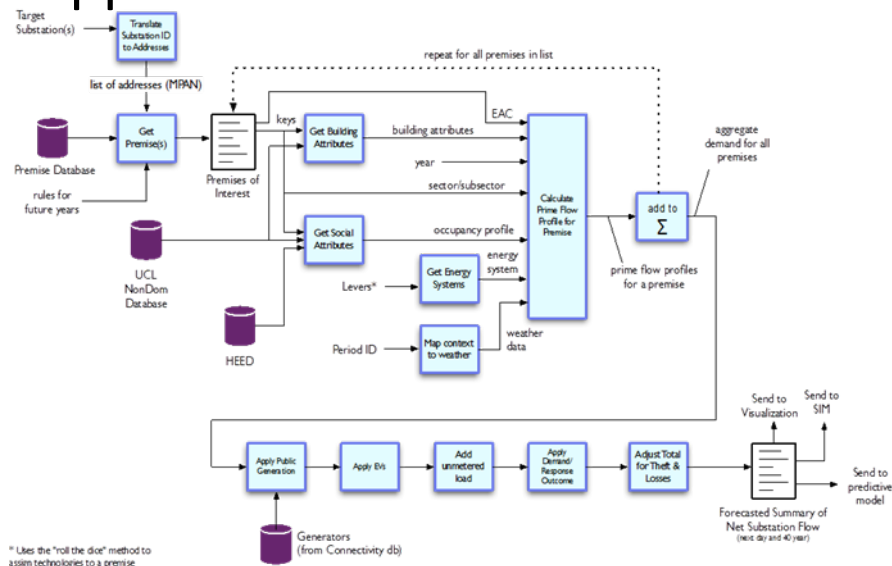 Target
Substation(s)
Translate
Substation ID
to Addresses
repeat for all premises in list
list of addresses (MPAN)
keys
EAC
Get
Premise(s)
Get Building
Attributes
building attributes
aggregate
demand for all
premises
Premise Database
Premises of
Interest
year
rules for
future years
sector/subsector
Calculate
Prime Flow
Profile for
Premise
add to
Σ
Get Social
Attributes
occupancy profile
UCL
NonDom
Database
energy
system
prime flow profiles
for a premise
Levers*
Get Energy
Systems
HEED
Period ID
Map context
to weather
weather
data
Send to
Visualization
Send to
SIM
Apply Public
Generation
Apply EVs
Add
unmetered
load
Apply
Demand/
Response
Outcome
Adjust Total
for Theft &
Losses
Send to
predictive
model
Forecasted Summary of
Net Substation Flow
(next day and 40 year)
Generators
(from Connectivity db)
* Uses the "roll the dice" method to
assim technologies to a premise